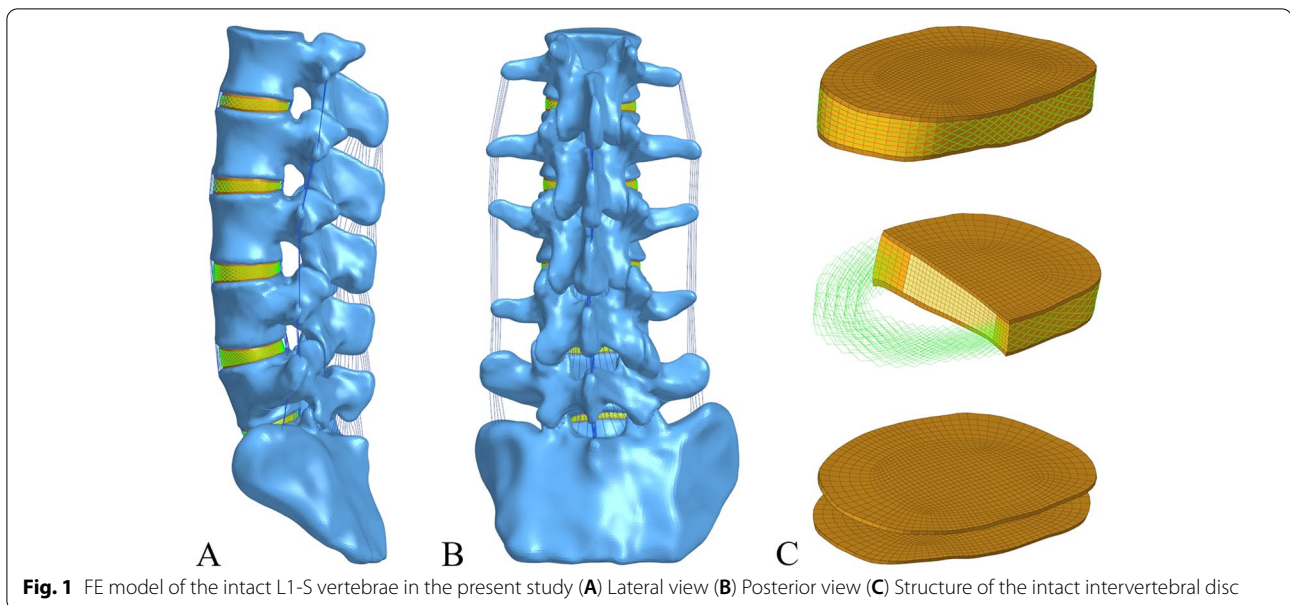 A B C
Fig. 1 FE model of the intact L1-S vertebrae in the present study (A) Lateral view (B) Posterior view (C) Structure of the intact intervertebral disc